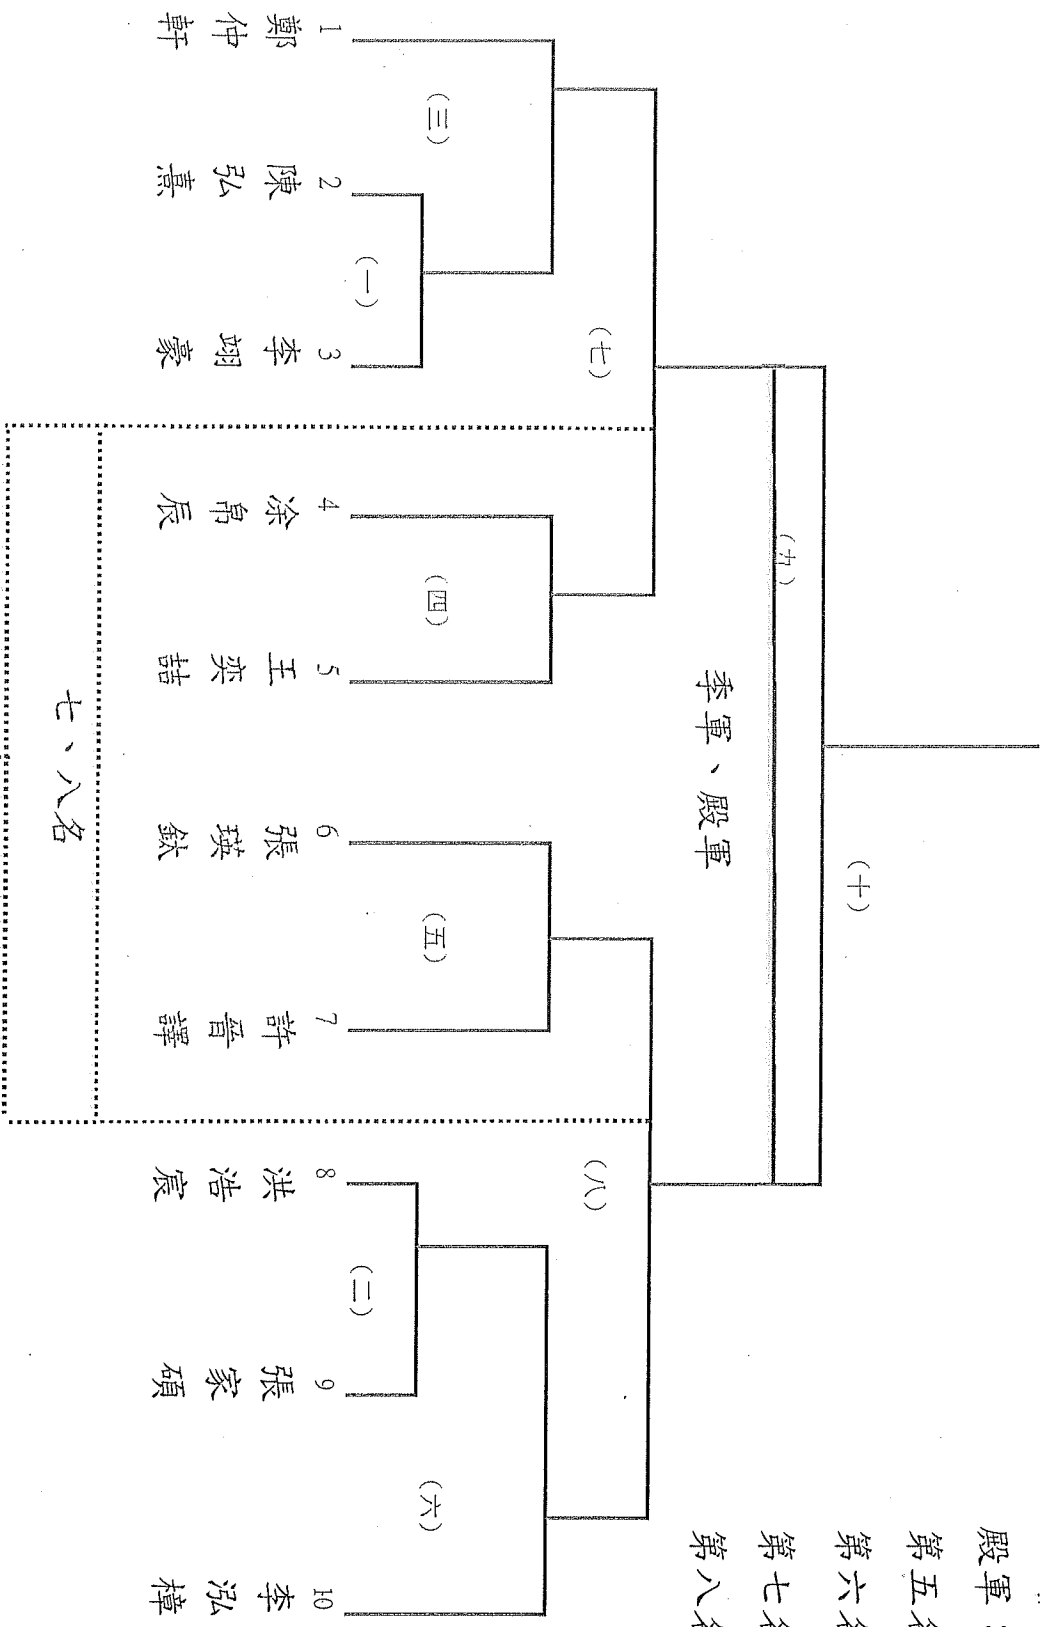 殿軍：
第五名
第六名
第七名
第八名
(十)
(九)
季軍、殿軍
(七)
(八)
(三)
(四)
(五)
(六)
(一)
(二)
1 鄭仲軒
2 陳弘熹
3 李翊豪
4 涂帛辰
5 王奕喆
6 張瑛鈦
7 許晉譯
8 洪浩宸
9 張家碩
10 李泓樟
七、八名